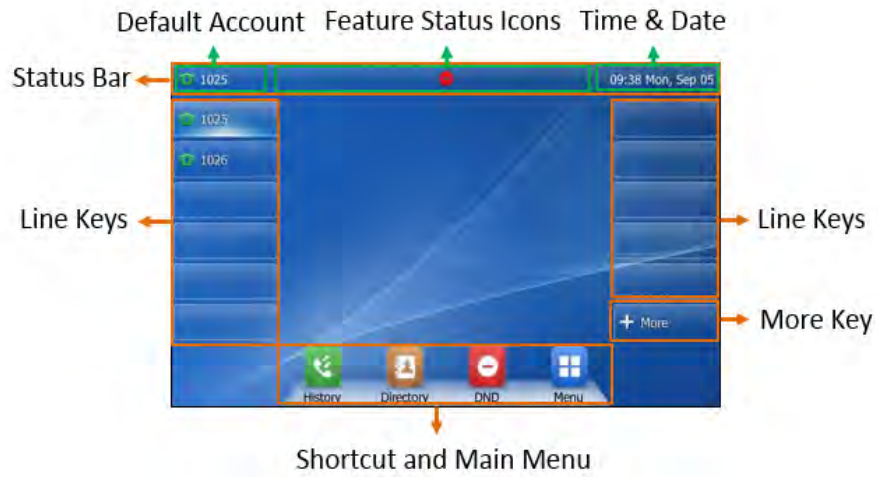 Default Account Feature Status Icons Time & Date
Status Bar 1025 09:38 Mon, Sep 05
1025
1026
Line Keys Line Keys
+ More More Key
History Directory DND Menu
Shortcut and Main Menu